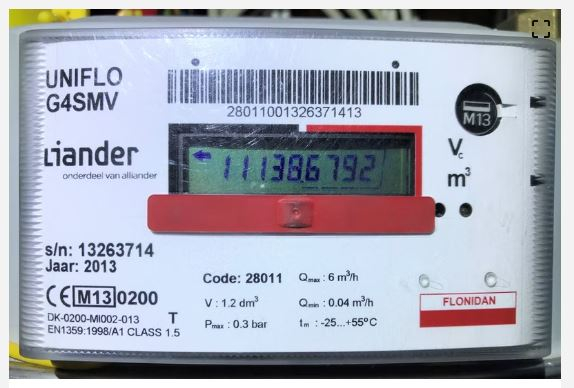 UNIFLO
G4SMV
28011001326371413
M13
Liander
onderdeel van alliander
Vc
m³
s/n: 13263714
Jaar: 2013
CE M13 0200
DK-0200-MI002-013 T
EN1359:1998/A1 CLASS 1.5
Code: 28011
V : 1.2 dm³
Pmax : 0.3 bar
Qmax : 6 m³/h
Qmin : 0.04 m³/h
tm : -25...+55°C
FLONIDAN